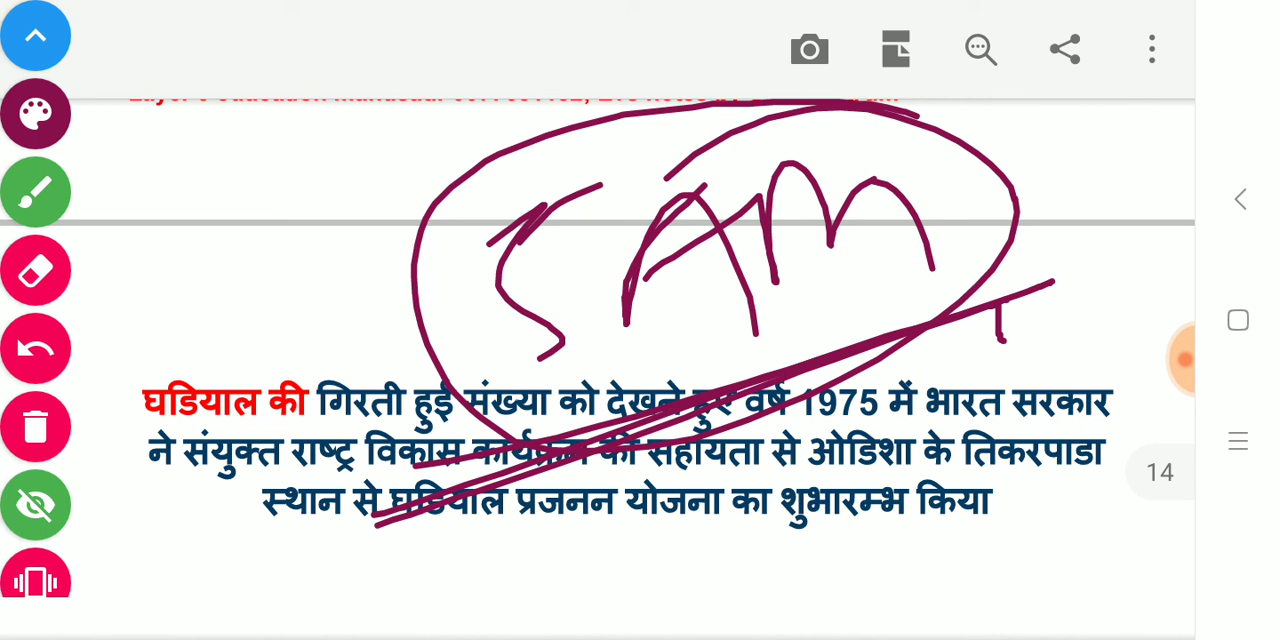 SAM
घडियाल की गिरती हुई संख्या को देखते हुए वर्ष 1975 में भारत सरकार
ने संयुक्त राष्ट्र विकास कार्यक्रम की सहायता से ओडिशा के तिकरपाडा
स्थान से घडियाल प्रजनन योजना का शुभारम्भ किया
14